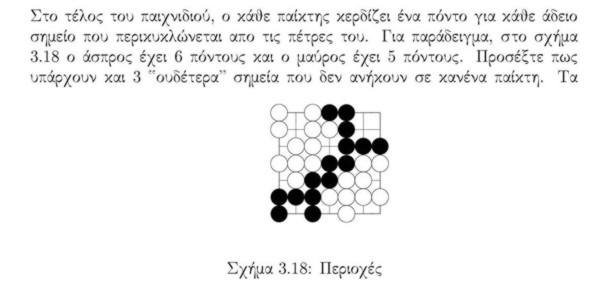 Στο τέλος του παιχνιδιού, ο κάθε παίκτης κερδίζει ένα πόντο για κάθε άδειο
σημείο που περικυκλώνεται απο τις πέτρες του. Για παράδειγμα, στο σχήμα
3.18 ο άσπρος έχει 6 πόντους και ο μαύρος έχει 5 πόντους. Προσέξτε πως
υπάρχουν και 3 "ουδέτερα" σημεία που δεν ανήκουν σε κανένα παίκτη. Τα
Σχήμα 3.18: Περιοχές